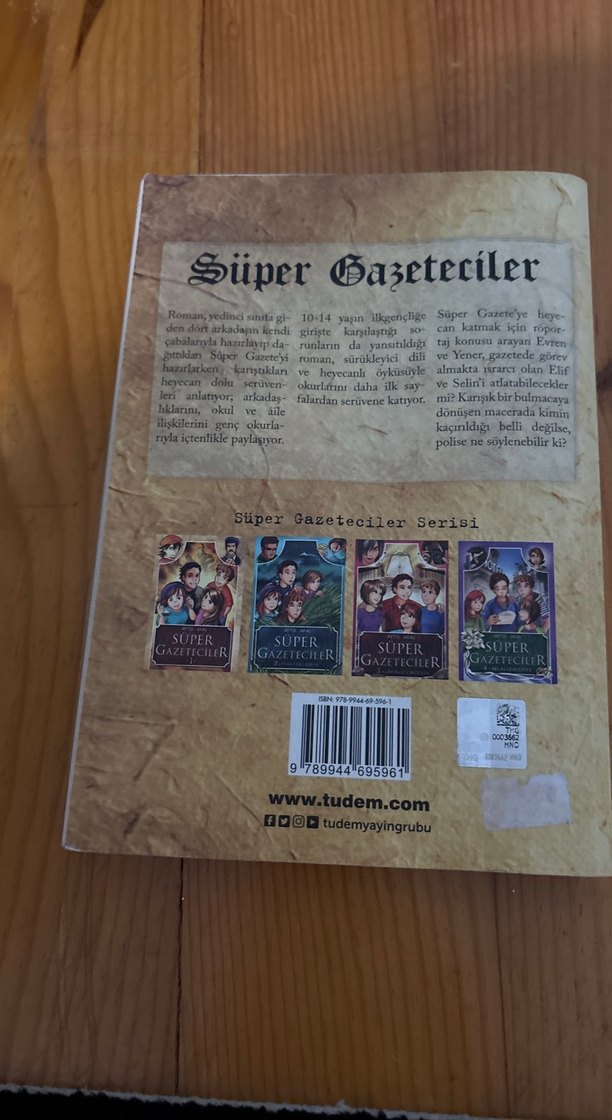 Süper Gazeteciler
Roman, yedinci sınıfa gi-
den dört arkadaşın kendi
çabalarıyla hazırlayıp da-
ğıttıkları Süper Gazete'yi
hazırlarken karıştıkları
heyecan dolu serüven-
leri anlatıyor; arkadaş-
lıklarını, okul ve âile
ilişkilerini genç okurla-
rıyla içtenlikle paylaşıyor.
10-14 yaşın ilkgençliğe
girişte karşılaştığı so-
runların da yansıtıldığı
roman, sürükleyici dili
ve heyecanlı öyküsüyle
okurlarını daha ilk say-
falardan serüvene katıyor.
Süper Gazete'ye heye-
can katmak için röpor-
taj konusu arayan Evren
ve Yener, gazetede görev
almakta ısrarcı olan Elif
ve Selin'i atlatabilecekler
mi? Karışık bir bulmacaya
dönüşen macerada kimin
kaçırıldığı belli değilse,
polise ne söylenebilir ki?
Süper Gazeteciler Serisi
SÜPER
GAZETECİLER
-1-
SÜPER
GAZETECİLER
SÜPER
GAZETECİLER
SÜPER
GAZETECİLER
ISBN: 978-9944-69-596-1
9 789944 695961
THG
0003662
HNC
www.tudem.com
tudemyayingrubu